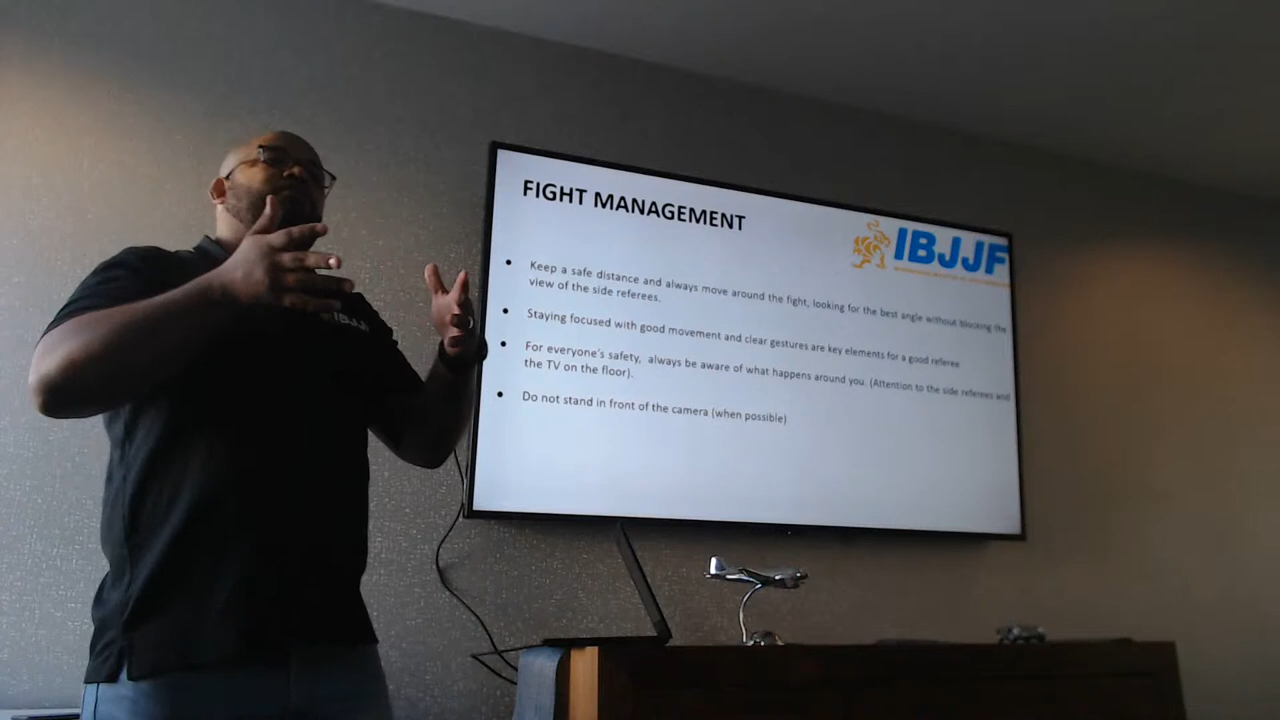 FIGHT MANAGEMENT
IBJJF
• Keep a safe distance and always move around the fight, looking for the best angle without blocking the
view of the side referees.
• Staying focused with good movement and clear gestures are key elements for a good referee
• For everyone's safety, always be aware of what happens around you. (Attention to the side referees and
the TV on the floor).
• Do not stand in front of the camera (when possible)
IBJJF